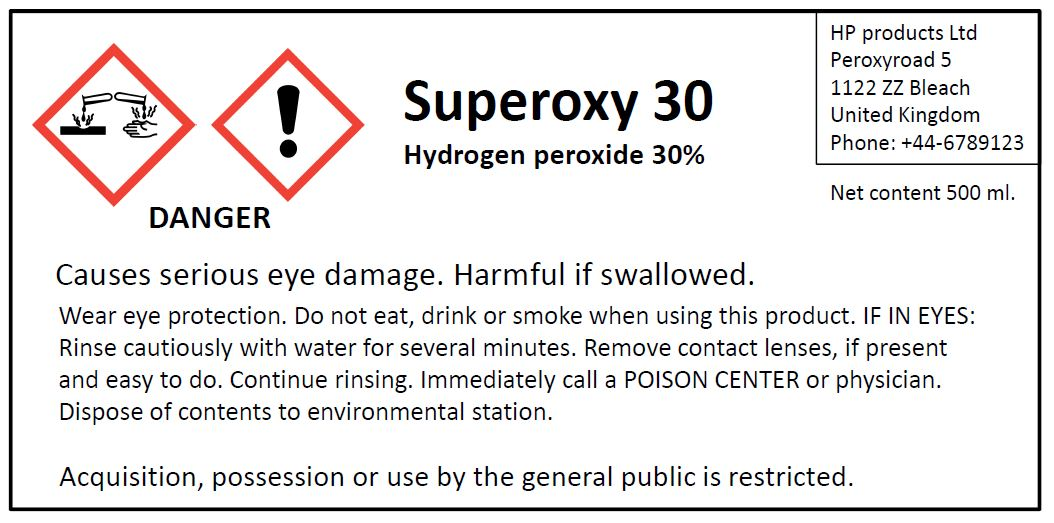 HP products Ltd
Peroxyroad 5
1122 ZZ Bleach
United Kingdom
Phone: +44-6789123
Superoxy 30
Hydrogen peroxide 30%
Net content 500 ml.
DANGER
Causes serious eye damage. Harmful if swallowed.
Wear eye protection. Do not eat, drink or smoke when using this product. IF IN EYES:
Rinse cautiously with water for several minutes. Remove contact lenses, if present
and easy to do. Continue rinsing. Immediately call a POISON CENTER or physician.
Dispose of contents to environmental station.
Acquisition, possession or use by the general public is restricted.